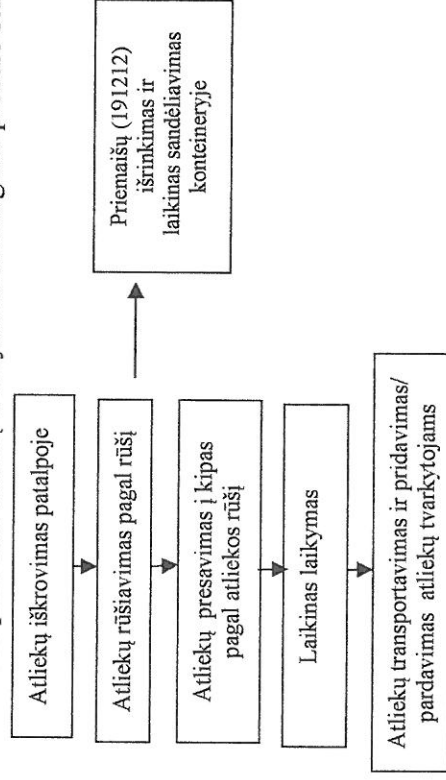 Atliekų iškrovimas patalpoje
Atliekų rūšiavimas pagal rūšį
Priemaišų (191212)
išrinkimas ir
laikinas sandėliavimas
konteineryje
Atliekų presavimas į kipas
pagal atliekos rūšį
Laikinas laikymas
Atliekų transportavimas ir pridavimas/
pardavimas atliekų tvarkytojams